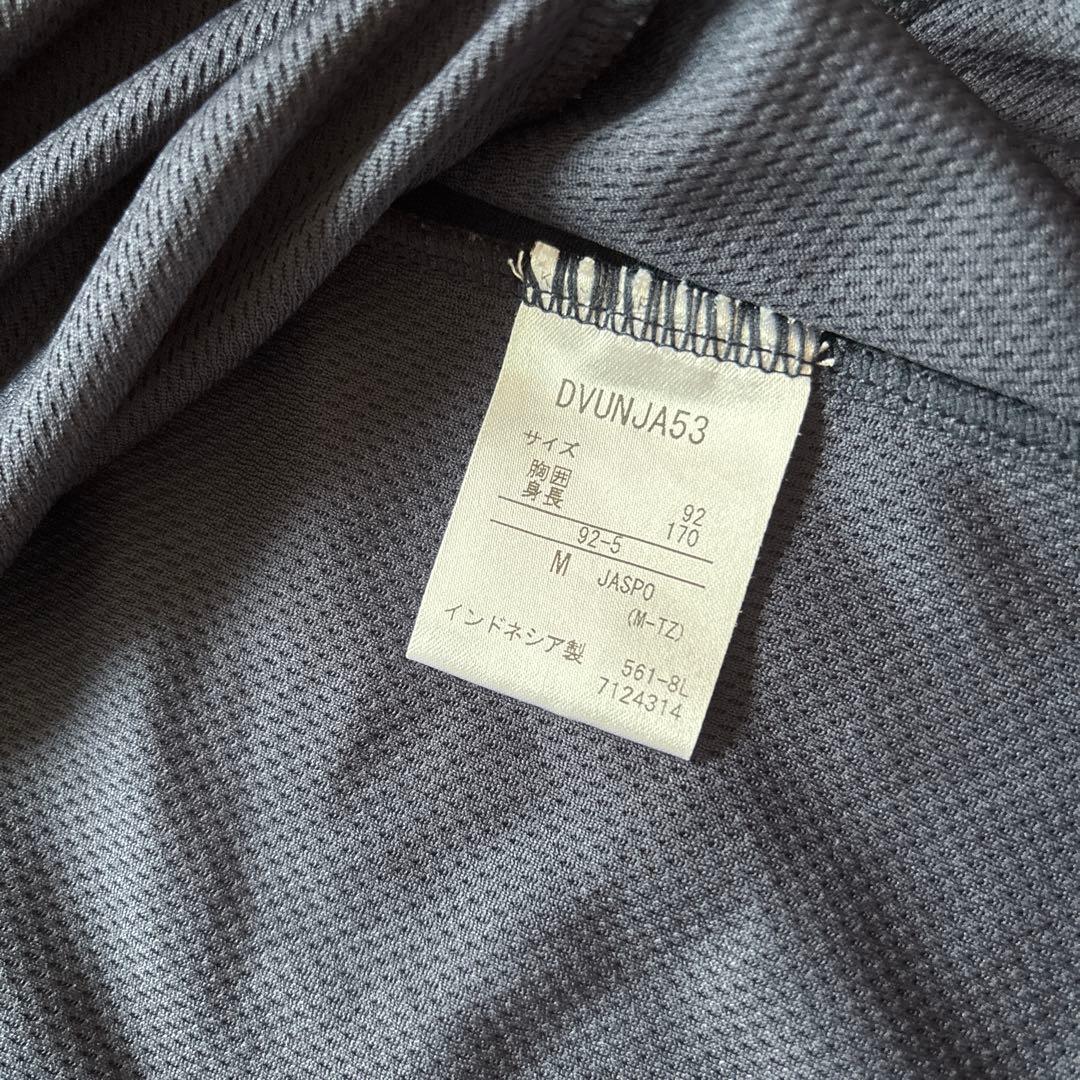 DVUNJA53
サイズ
胸囲 92
身長 170
92-5
M JASPO
(M-TZ)
インドネシア製 561-8L
7124314